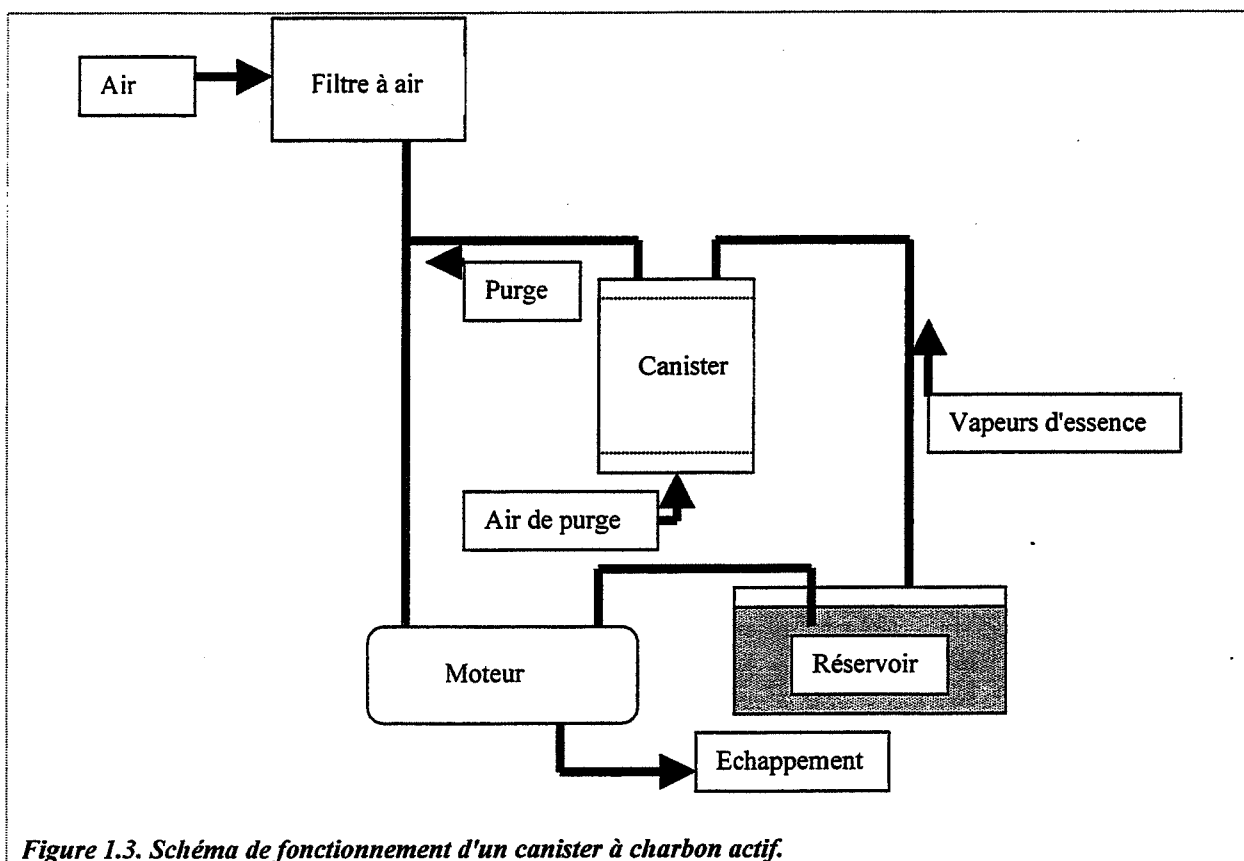 Air
Filtre à air
Purge
Canister
Vapeurs d'essence
Air de purge
Moteur
Réservoir
Echappement
Figure 1.3. Schéma de fonctionnement d'un canister à charbon actif.